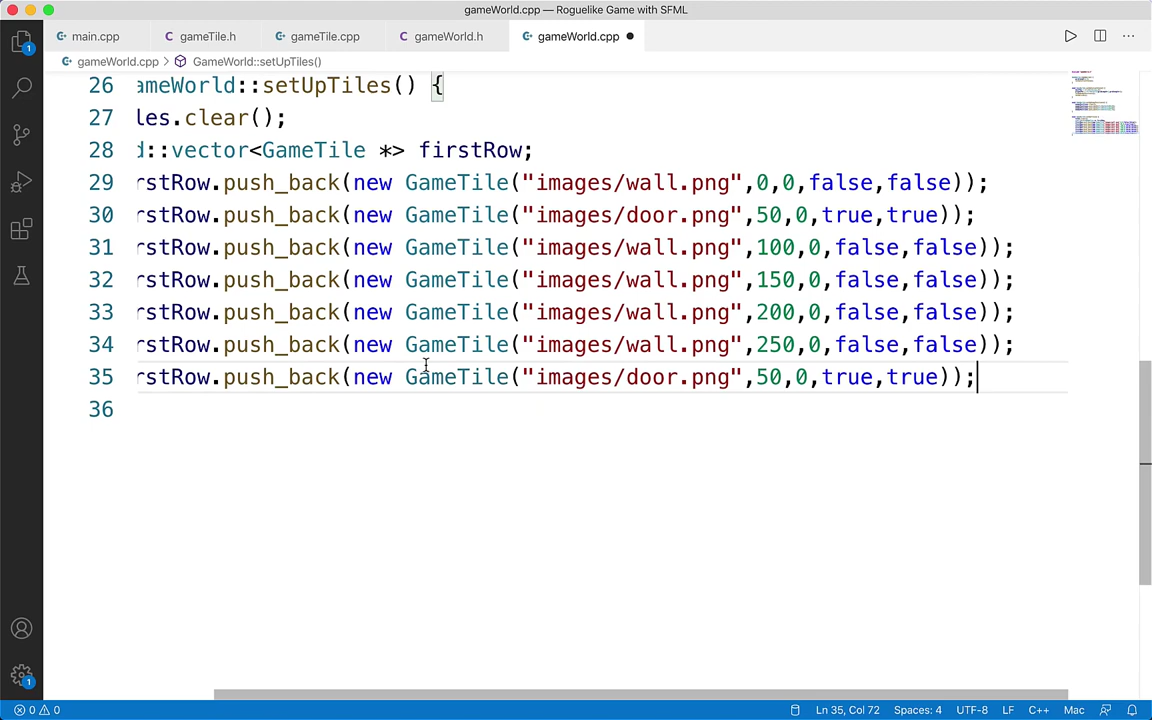 gameWorld.cpp — Roguelike Game with SFML
main.cpp gameTile.h gameTile.cpp gameWorld.h gameWorld.cpp
gameWorld.cpp > GameWorld::setUpTiles()
26 ameWorld::setUpTiles() {
27 les.clear();
28 d::vector<GameTile *> firstRow;
29 rstRow.push_back(new GameTile("images/wall.png",0,0,false,false));
30 rstRow.push_back(new GameTile("images/door.png",50,0,true,true));
31 rstRow.push_back(new GameTile("images/wall.png",100,0,false,false));
32 rstRow.push_back(new GameTile("images/wall.png",150,0,false,false));
33 rstRow.push_back(new GameTile("images/wall.png",200,0,false,false));
34 rstRow.push_back(new GameTile("images/wall.png",250,0,false,false));
35 rstRow.push_back(new GameTile("images/door.png",50,0,true,true));
36
1
1
0 0 Ln 35, Col 72 Spaces: 4 UTF-8 LF C++ Mac